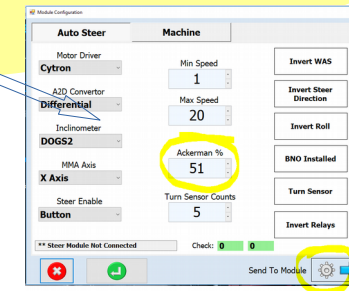 Module Configuration
Auto Steer
Machine
Motor Driver
Cytron
A2D Convertor
Differential
Inclinometer
DOGS2
MMA Axis
X Axis
Steer Enable
Button
Min Speed
1
Max Speed
20
Ackerman %
51
Turn Sensor Counts
5
Invert WAS
Invert Steer
Direction
Invert Roll
BNO Installed
Turn Sensor
Invert Relays
** Steer Module Not Connected
Check: 0 0
Send To Module